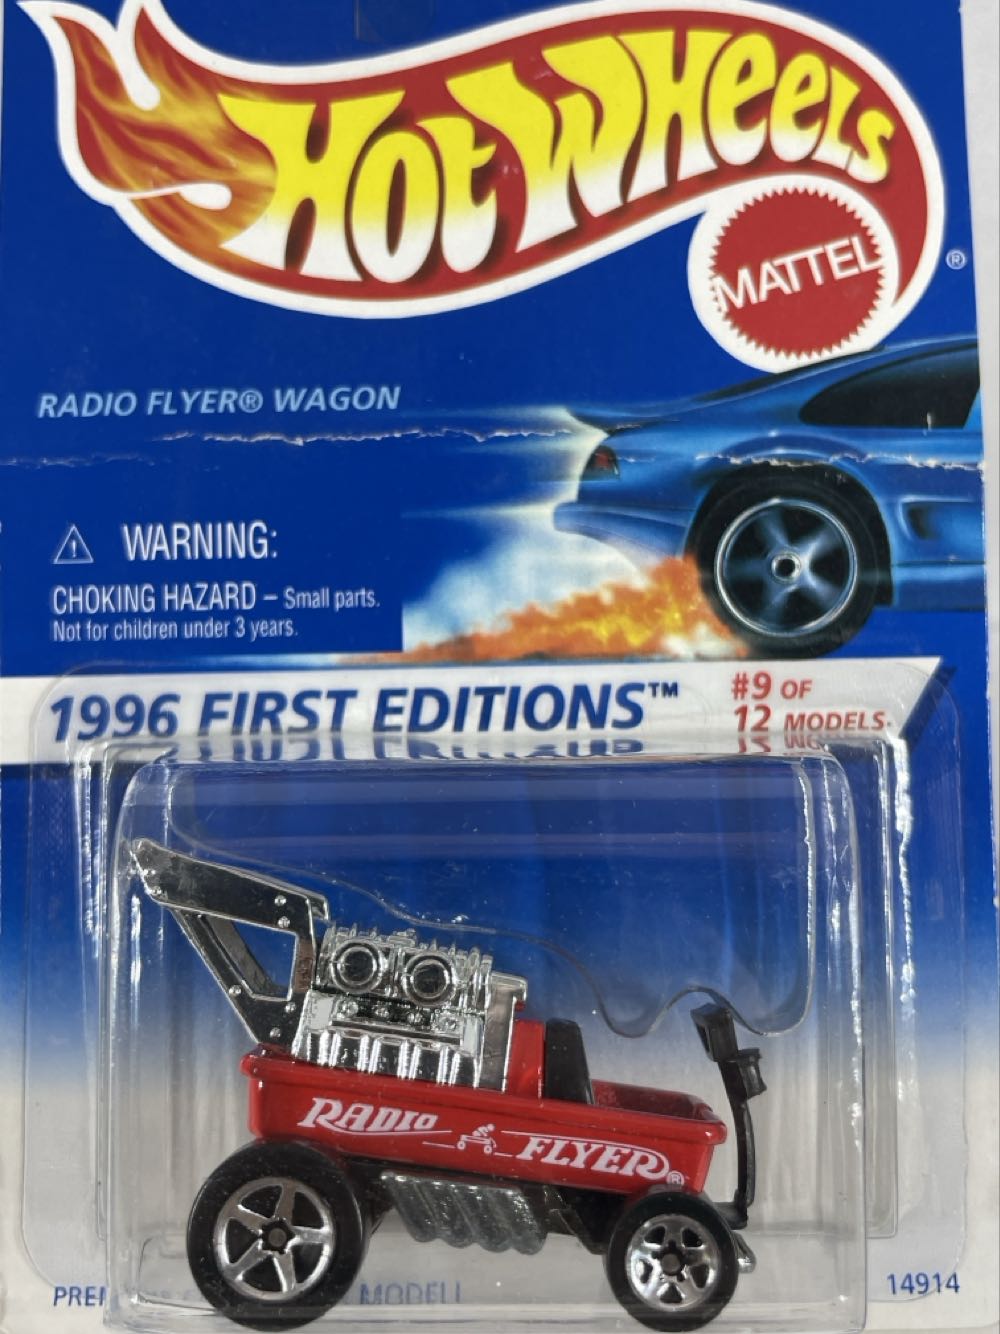 HOT WHEELS
MATTEL
®
RADIO FLYER® WAGON
⚠ WARNING:
CHOKING HAZARD – Small parts.
Not for children under 3 years.
1996 FIRST EDITIONS™
#9 OF
12 MODELS
RADIO FLYER®
MODELL
14914